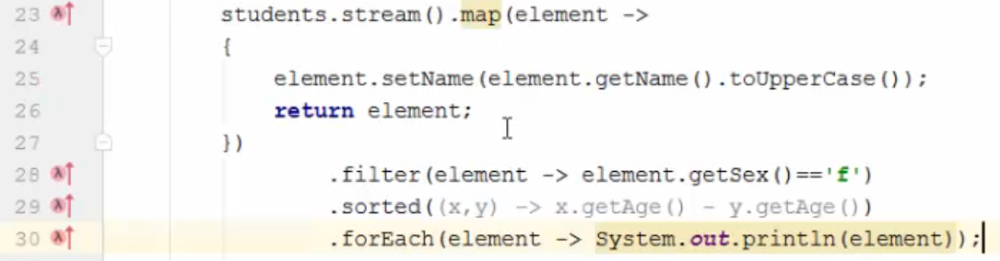 23 students.stream().map(element ->
24 {
25 element.setName(element.getName().toUpperCase());
26 return element;
27 })
28 .filter(element -> element.getSex()=='f')
29 .sorted((x,y) -> x.getAge() - y.getAge())
30 .forEach(element -> System.out.println(element));